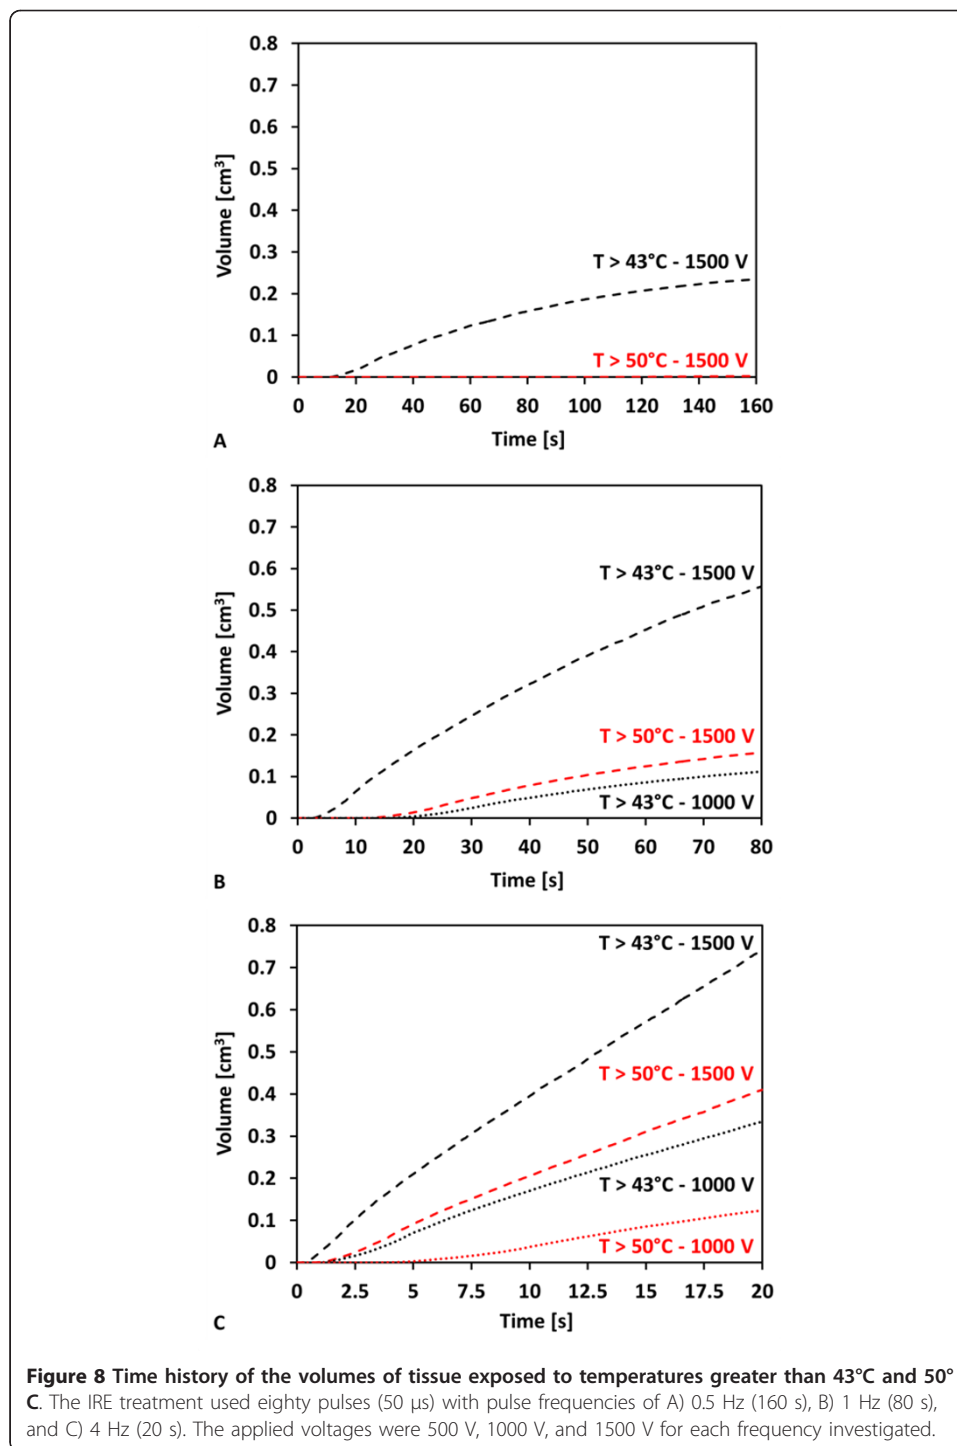 0.8
0.7
0.6
0.5
0.4
0.3
0.2
0.1
0
Volume [cm³]
T > 43°C - 1500 V
T > 50°C - 1500 V
0 20 40 60 80 100 120 140 160
Time [s]
A
0.8
0.7
0.6
0.5
0.4
0.3
0.2
0.1
0
Volume [cm³]
T > 43°C - 1500 V
T > 50°C - 1500 V
T > 43°C - 1000 V
0 10 20 30 40 50 60 70 80
Time [s]
B
0.8
0.7
0.6
0.5
0.4
0.3
0.2
0.1
0
Volume [cm³]
T > 43°C - 1500 V
T > 50°C - 1500 V
T > 43°C - 1000 V
T > 50°C - 1000 V
0 2.5 5 7.5 10 12.5 15 17.5 20
Time [s]
C
Figure 8 Time history of the volumes of tissue exposed to temperatures greater than 43°C and 50°
C. The IRE treatment used eighty pulses (50 μs) with pulse frequencies of A) 0.5 Hz (160 s), B) 1 Hz (80 s),
and C) 4 Hz (20 s). The applied voltages were 500 V, 1000 V, and 1500 V for each frequency investigated.